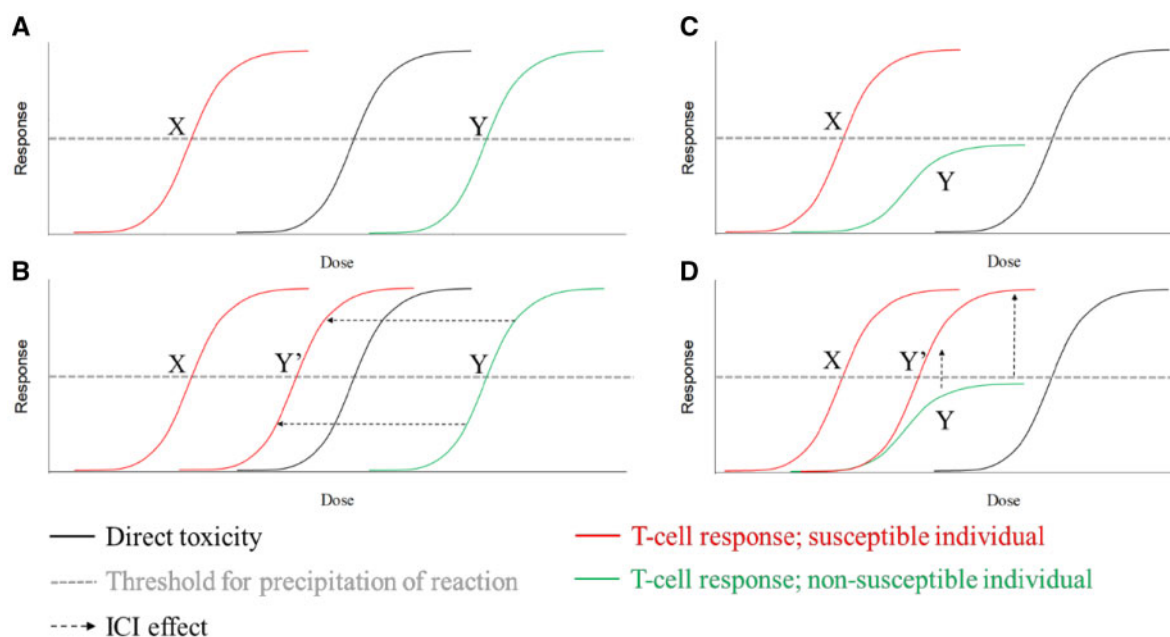 A
Response
X
Y
Dose
B
Response
X
Y'
Y
Dose
C
Response
X
Y
Dose
D
Response
X
Y'
Y
Dose
Direct toxicity
Threshold for precipitation of reaction
ICI effect
T-cell response; susceptible individual
T-cell response; non-susceptible individual